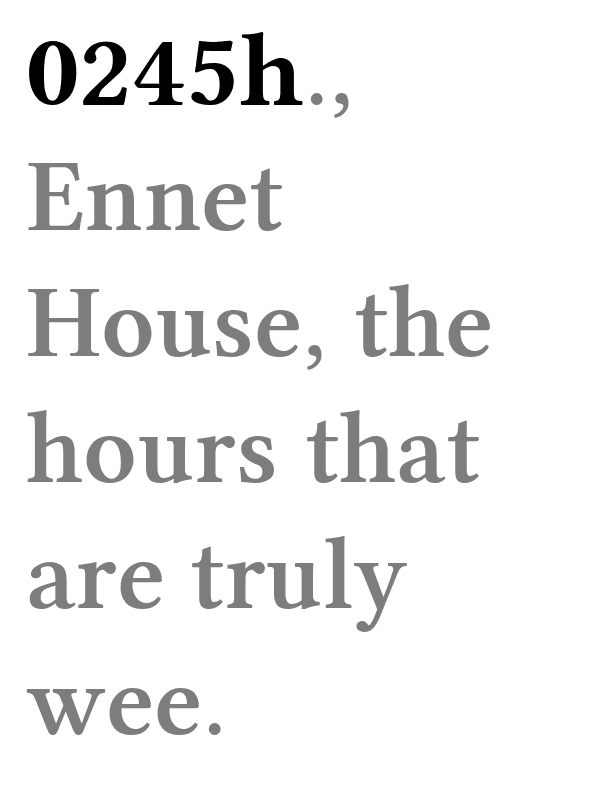 0245h.,
Ennet
House, the
hours that
are truly
wee.